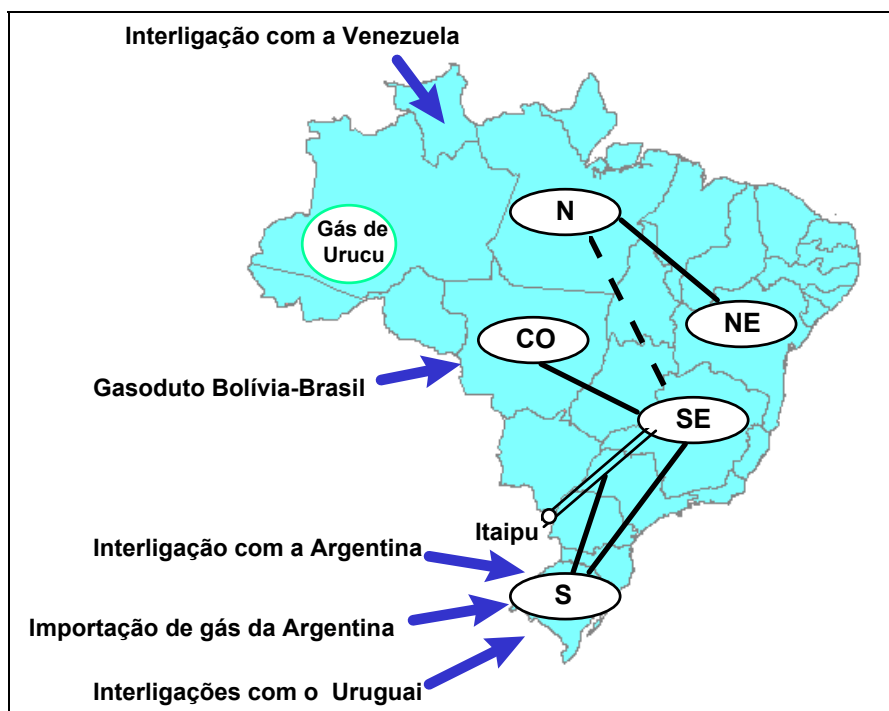 Interligação com a Venezuela
N
Gás de
Urucu
NE
CO
Gasoduto Bolívia-Brasil
SE
Itaipu
Interligação com a Argentina
S
Importação de gás da Argentina
Interligações com o Uruguai